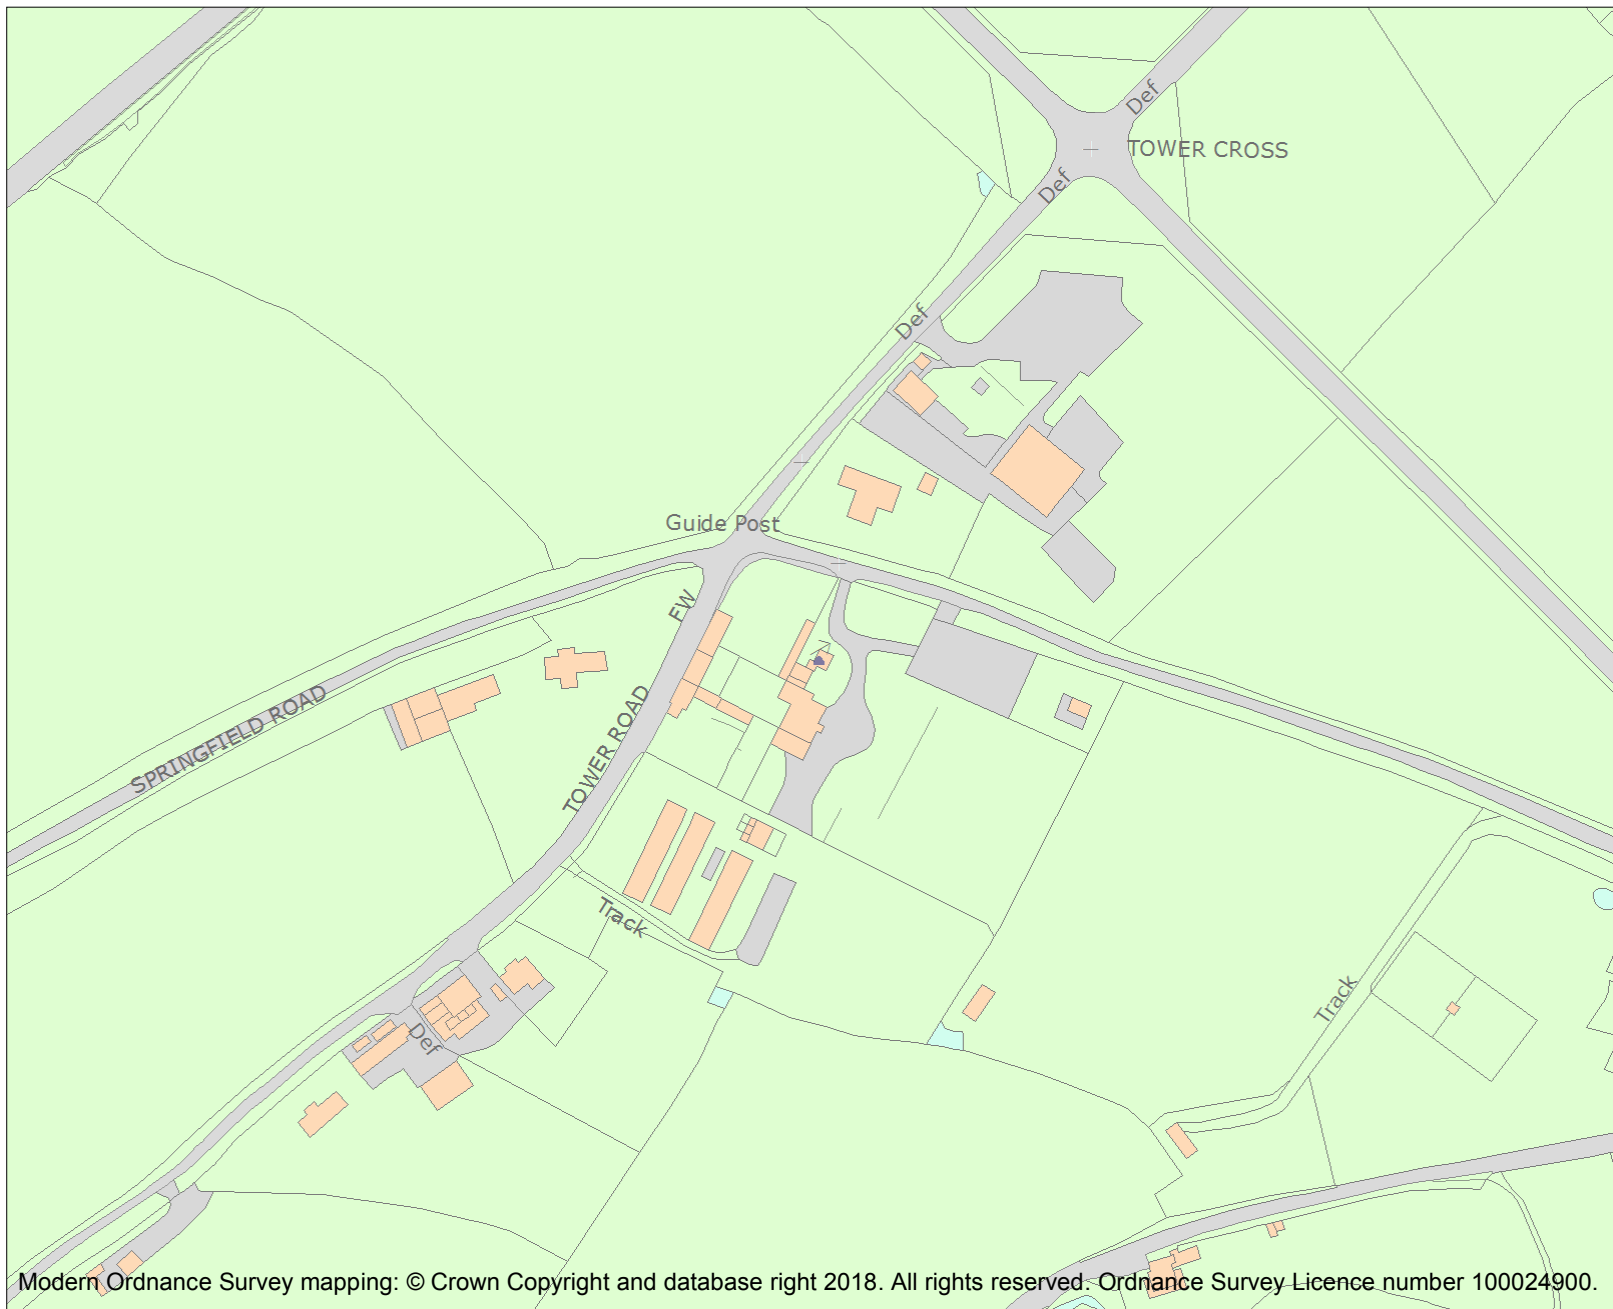 Def
TOWER CROSS
Def
Def
Guide Post
FW
SPRINGFIELD ROAD
TOWER ROAD
Track
Track
Def
Modern Ordnance Survey mapping: © Crown Copyright and database right 2018. All rights reserved. Ordnance Survey Licence number 100024900.